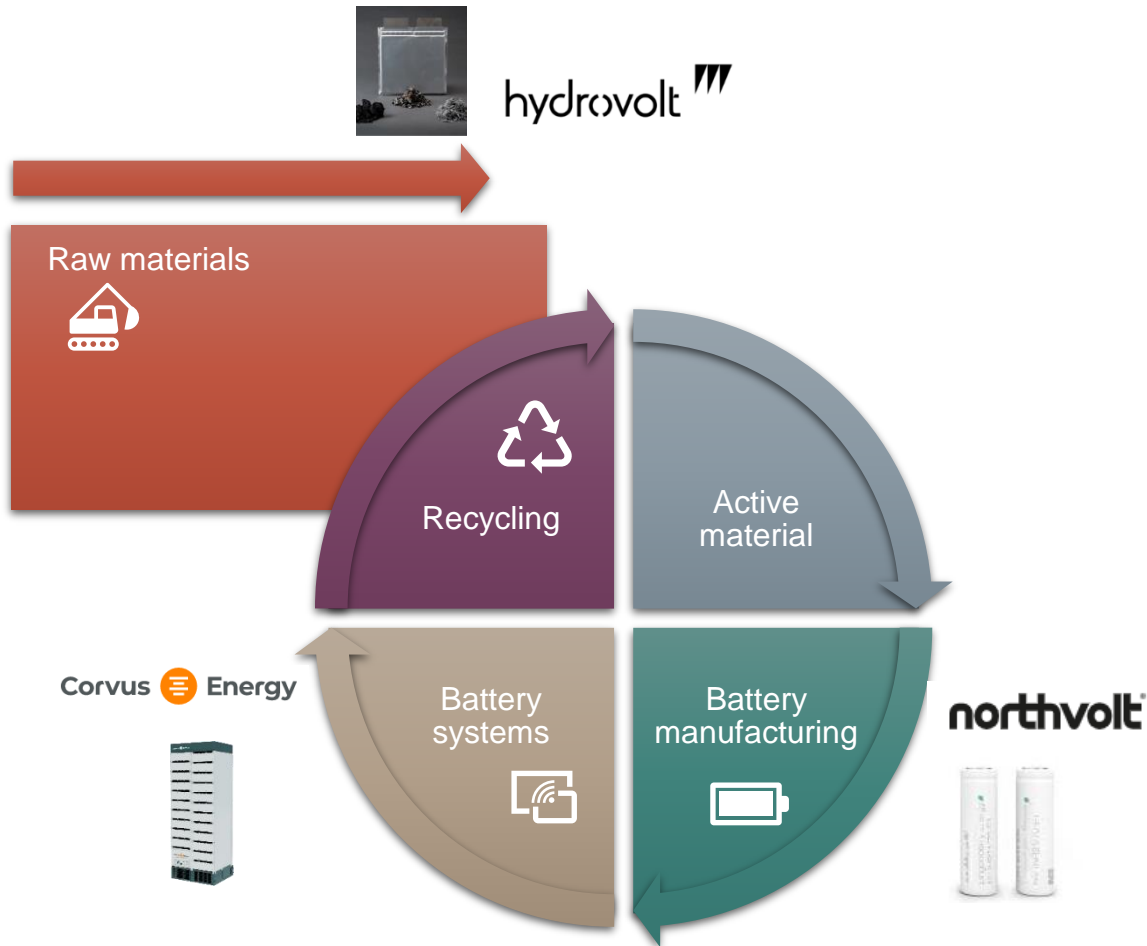 hydrovolt
Raw materials
Recycling
Active
material
Corvus Energy
Battery
systems
Battery
manufacturing
northvolt